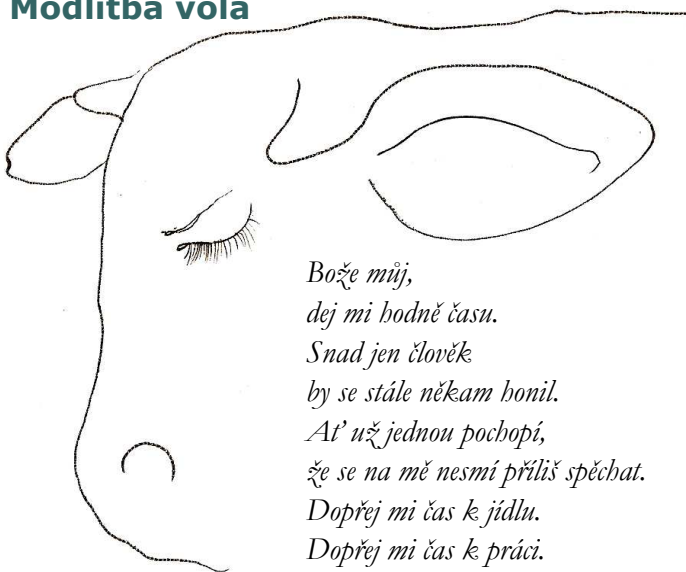 Modlitba vola
Bože můj,
dej mi hodně času.
Snad jen člověk
by se stále někam honil.
Ať už jednou pochopí,
že se na mě nesmí příliš spěchat.
Dopřej mi čas k jídlu.
Dopřej mi čas k práci.